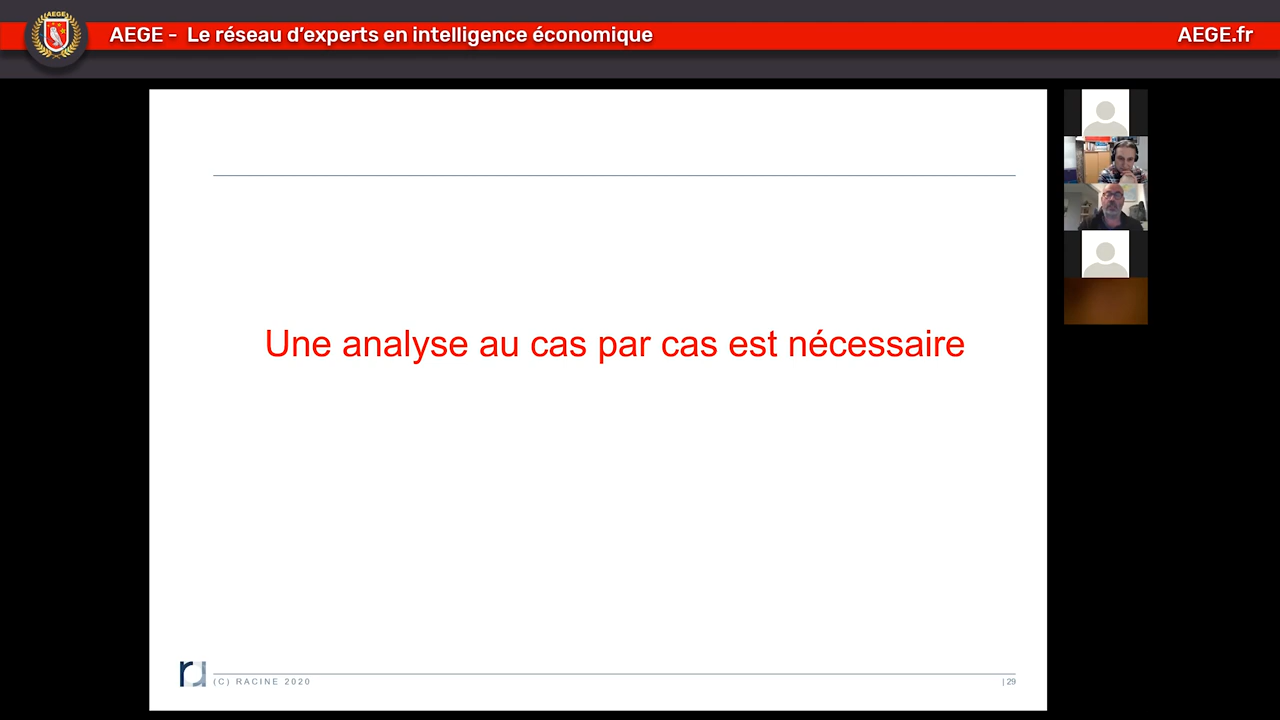 AEGE
AEGE - Le réseau d'experts en intelligence économique
AEGE.fr
Une analyse au cas par cas est nécessaire
(C) RACINE 2020
| 29